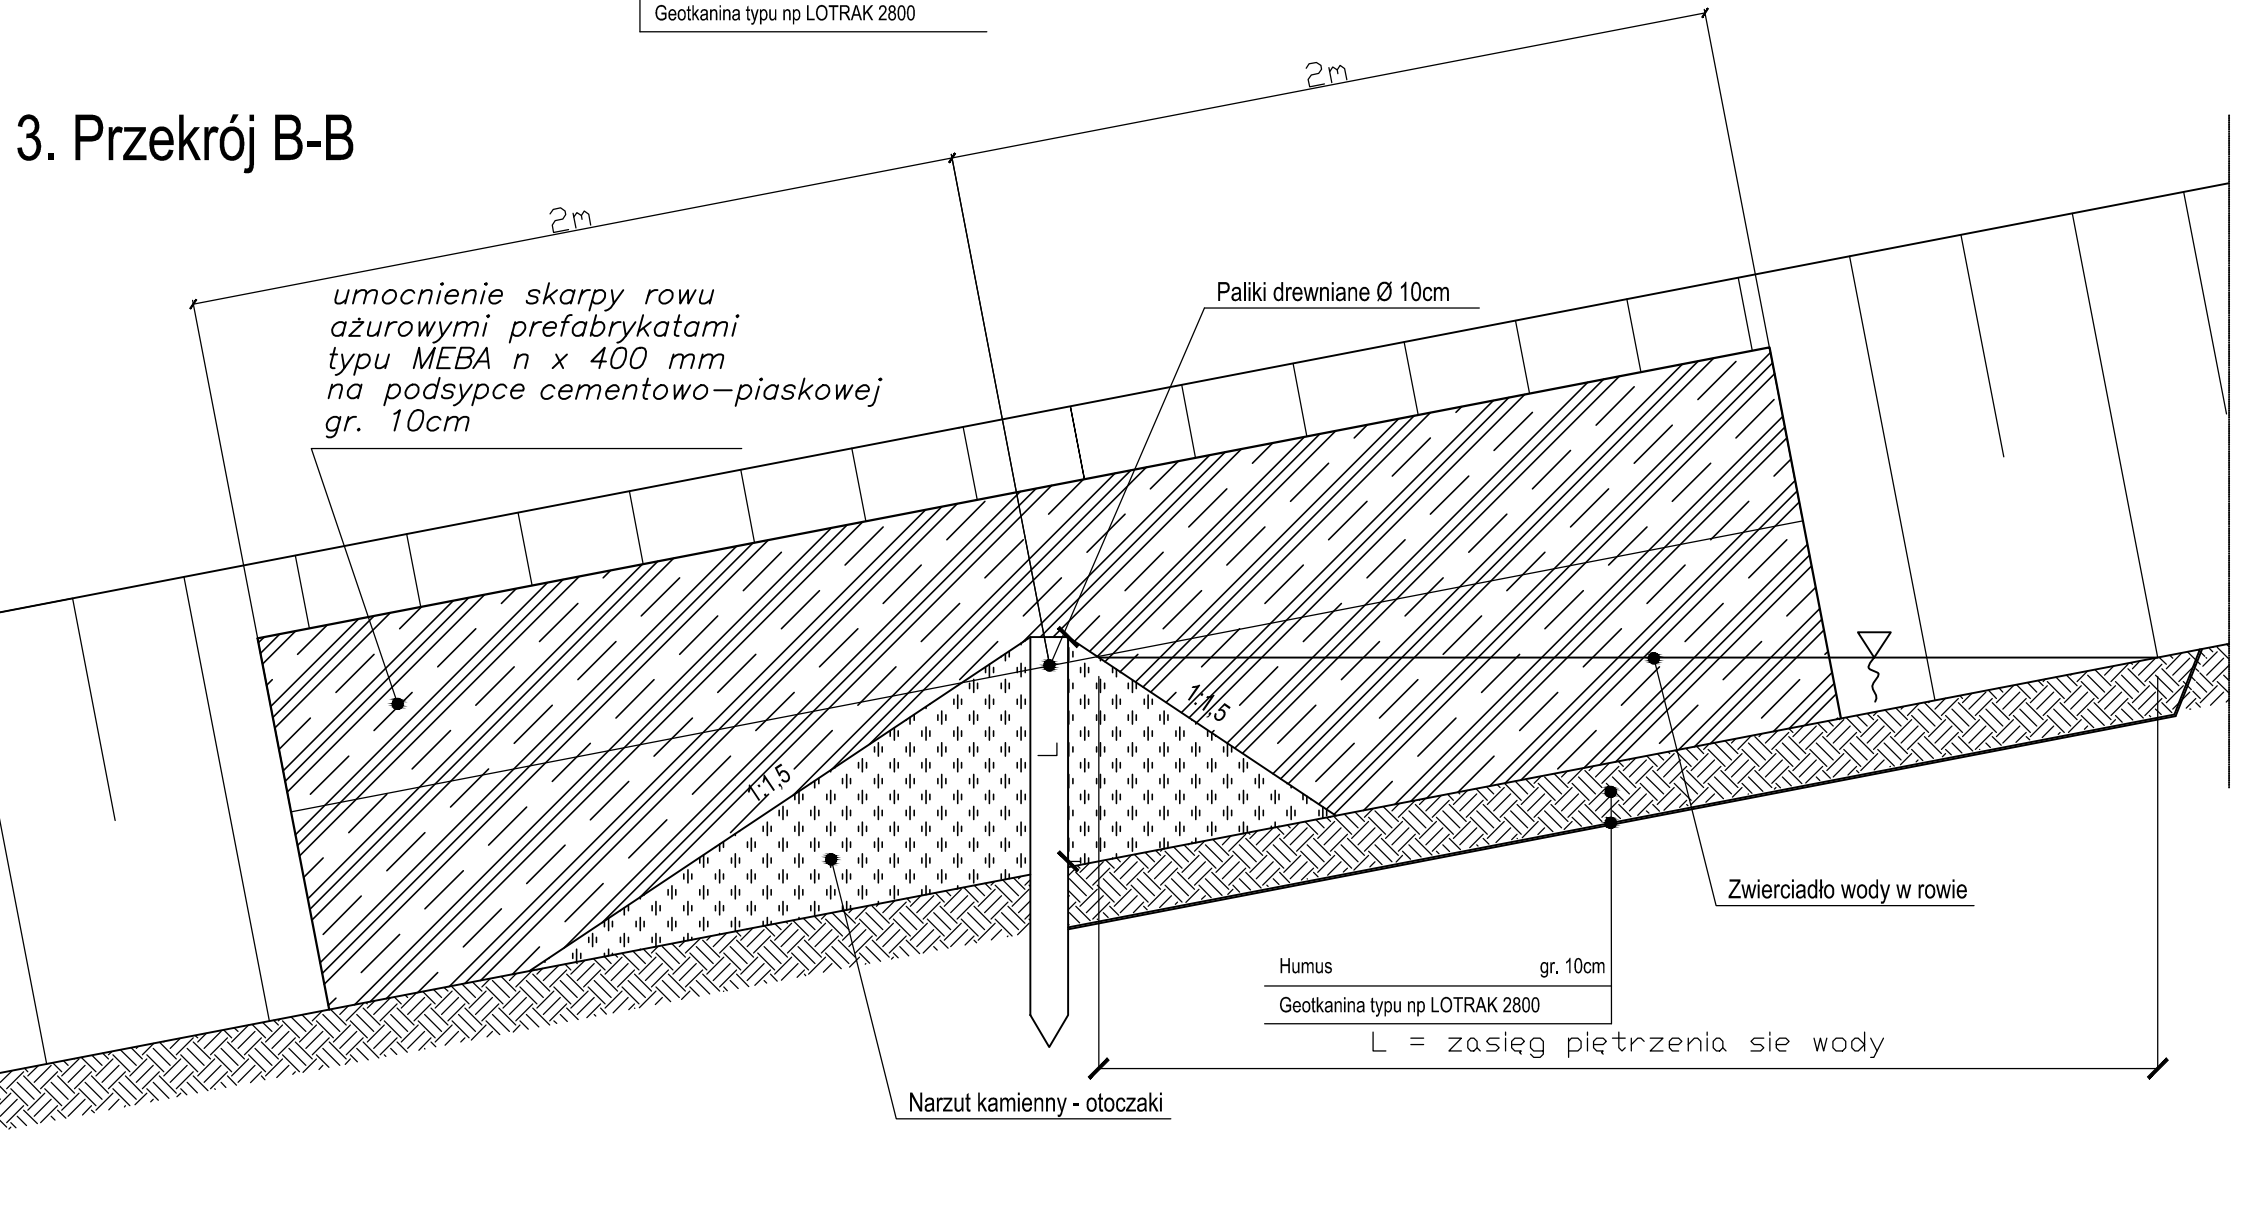 Geotkanina typu np LOTRAK 2800
2m
3. Przekrój B-B
2m
umocnienie skarpy rowu
ażurowymi prefabrykatami
typu MEBA n x 400 mm
na podsypce cementowo-piaskowej
gr. 10cm
Paliki drewniane Ø 10cm
1:1,5
1:1,5
Zwierciadło wody w rowie
Humus gr. 10cm
Geotkanina typu np LOTRAK 2800
L = zasięg piętrzenia sie wody
Narzut kamienny - otoczaki